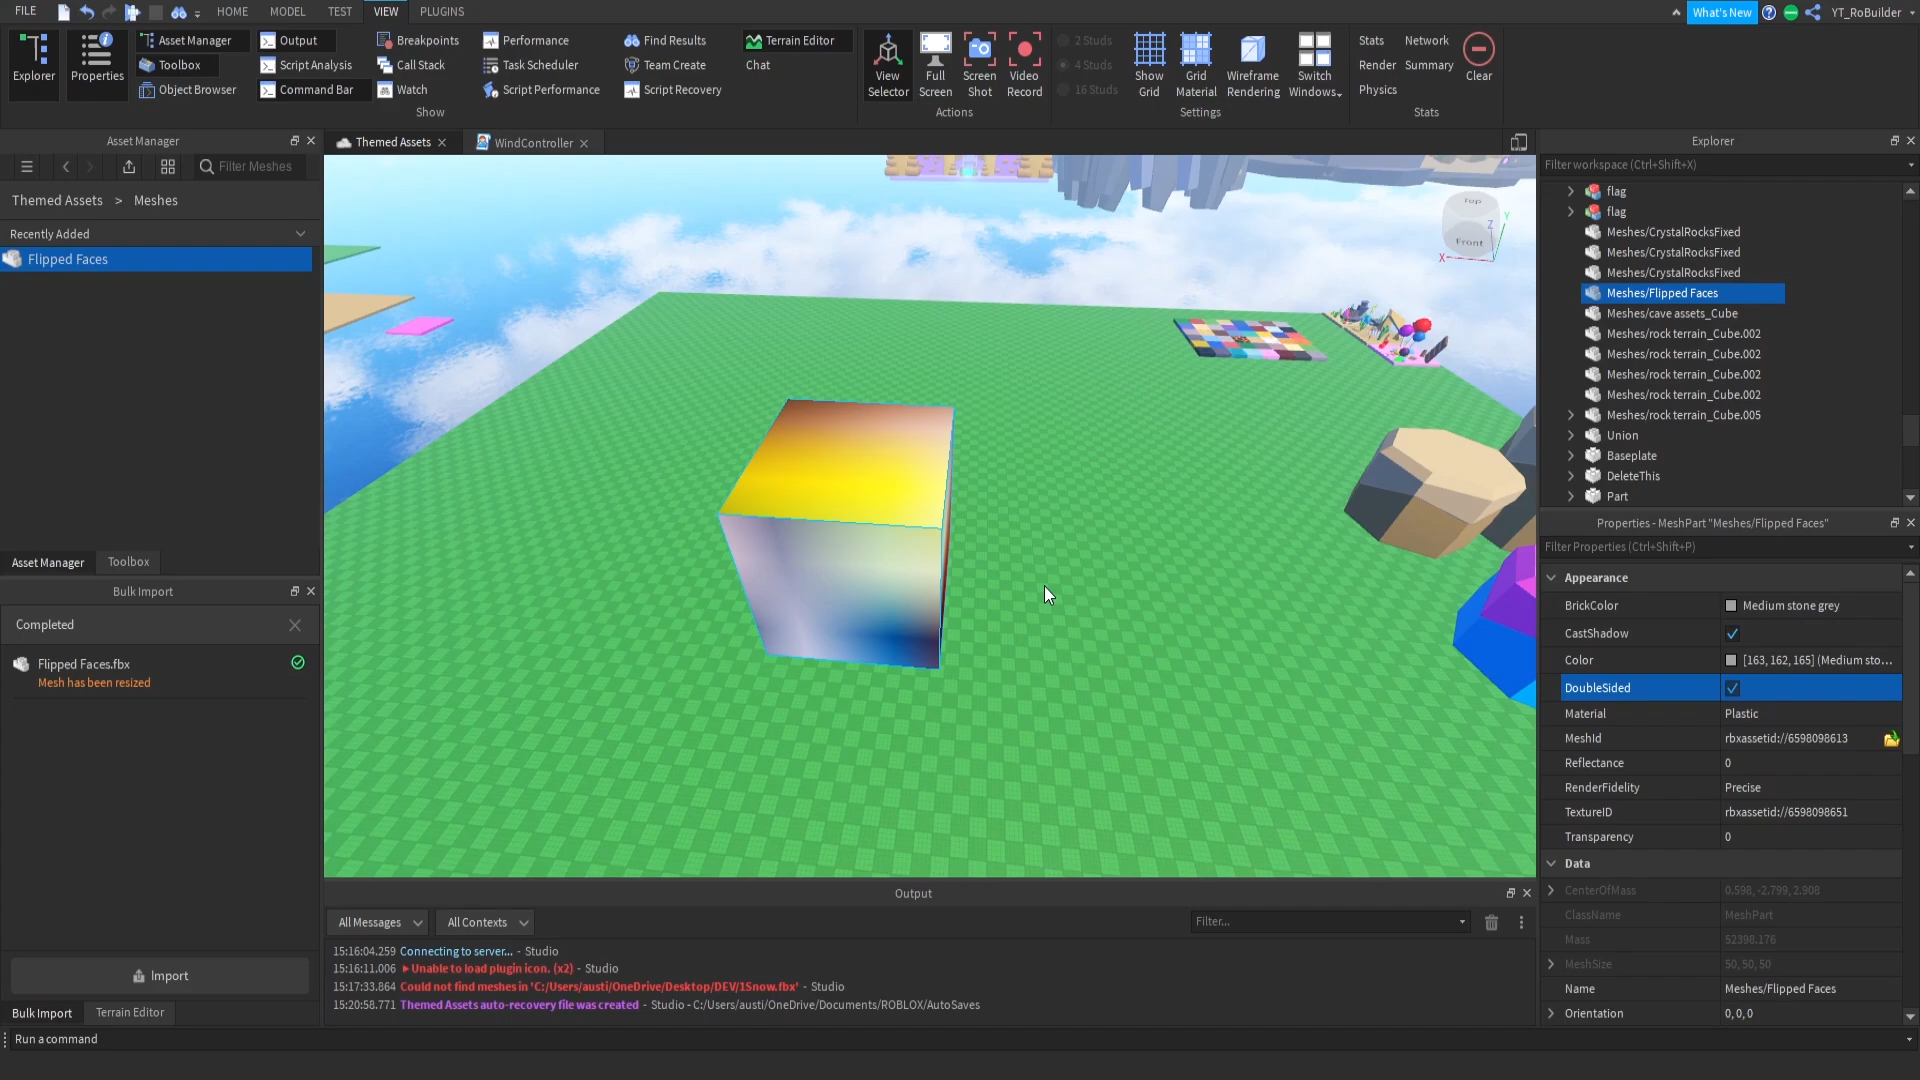 FILE
HOME
MODEL
TEST
VIEW
PLUGINS
What's New
YT_RoBuilder
Explorer
Properties
Asset Manager
Toolbox
Object Browser
Output
Script Analysis
Command Bar
Breakpoints
Call Stack
Watch
Performance
Task Scheduler
Script Performance
Find Results
Team Create
Script Recovery
Terrain Editor
Chat
Show
View
Selector
Full
Screen
Screen
Shot
Video
Record
Actions
2 Studs
4 Studs
16 Studs
Show
Grid
Grid
Material
Wireframe
Rendering
Switch
Windows
Settings
Stats
Network
Render
Summary
Physics
Clear
Stats
Asset Manager
Filter Meshes
Themed Assets > Meshes
Recently Added
Flipped Faces
Asset Manager
Toolbox
Bulk Import
Completed
Flipped Faces.fbx
Mesh has been resized
Import
Bulk Import
Terrain Editor
Run a command
Themed Assets
WindController
Top
Front
X
Y
Z
Output
All Messages
All Contexts
Filter...
15:16:04.259 Connecting to server... - Studio
15:16:11.006 Unable to load plugin icon. (x2) - Studio
15:17:33.864 Could not find meshes in 'C:/Users/austi/OneDrive/Desktop/DEV/1Snow.fbx' - Studio
15:20:58.771 Themed Assets auto-recovery file was created - Studio - C:/Users/austi/OneDrive/Documents/ROBLOX/AutoSaves
Explorer
Filter workspace (Ctrl+Shift+X)
flag
flag
Meshes/CrystalRocksFixed
Meshes/CrystalRocksFixed
Meshes/CrystalRocksFixed
Meshes/Flipped Faces
Meshes/cave assets_Cube
Meshes/rock terrain_Cube.002
Meshes/rock terrain_Cube.002
Meshes/rock terrain_Cube.002
Meshes/rock terrain_Cube.002
Meshes/rock terrain_Cube.005
Union
Baseplate
DeleteThis
Part
Properties - MeshPart "Meshes/Flipped Faces"
Filter Properties (Ctrl+Shift+P)
Appearance
BrickColor Medium stone grey
CastShadow
Color [163, 162, 165] (Medium sto...
DoubleSided
Material Plastic
MeshId rbxassetid://6598098613
Reflectance 0
RenderFidelity Precise
TextureID rbxassetid://6598098651
Transparency 0
Data
CenterOfMass 0.598, -2.799, 2.908
ClassName MeshPart
Mass 52398.176
MeshSize 50, 50, 50
Name Meshes/Flipped Faces
Orientation 0, 0, 0